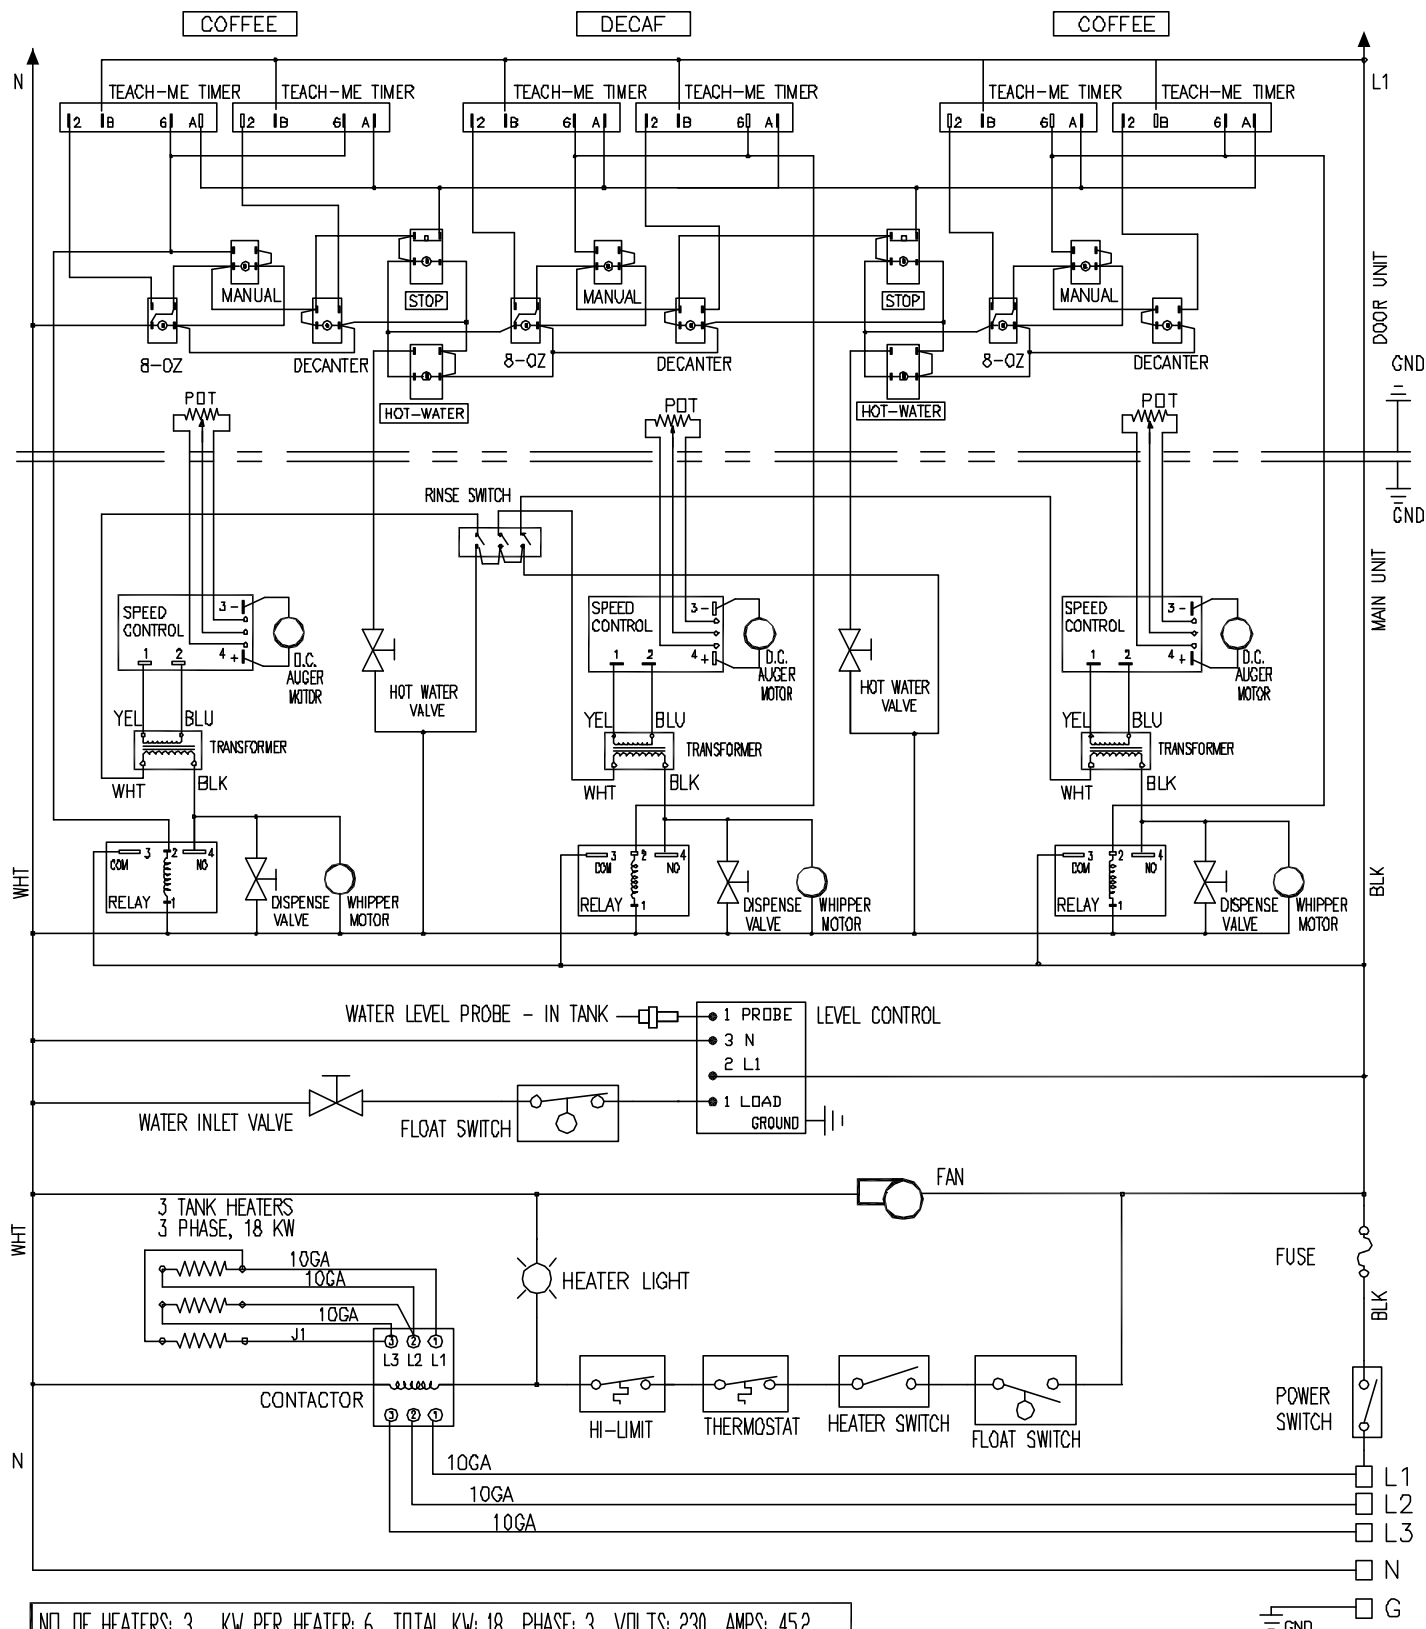 COFFEE DECAF COFFEE
N L1
TEACH-ME TIMER TEACH-ME TIMER TEACH-ME TIMER TEACH-ME TIMER TEACH-ME TIMER TEACH-ME TIMER
2 B 6 A 2 B 6 A 2 B 6 A 2 B 6 A 2 B 6 A 2 B 6 A
MANUAL STOP MANUAL STOP MANUAL
DOOR UNIT
8-OZ DECANTER 8-OZ DECANTER 8-OZ DECANTER
GND
HOT-WATER HOT-WATER
POT POT POT
RINSE SWITCH
GND
MAIN UNIT
SPEED CONTROL 3 - 4 + 1 2
SPEED CONTROL 3 - 4 + 1 2
SPEED CONTROL 3 - 4 + 1 2
D.C. AUGER MOTOR
D.C. AUGER MOTOR
D.C. AUGER MOTOR
HOT WATER VALVE
HOT WATER VALVE
YEL BLU YEL BLU YEL BLU
TRANSFORMER TRANSFORMER TRANSFORMER
WHT BLK WHT BLK WHT BLK
3 2 4 3 2 4 3 2 4
COM NO COM NO COM NO
RELAY 1 RELAY 1 RELAY 1
DISPENSE VALVE WHIPPER MOTOR
DISPENSE VALVE WHIPPER MOTOR
DISPENSE VALVE WHIPPER MOTOR
WHT BLK
WATER LEVEL PROBE - IN TANK 1 PROBE LEVEL CONTROL
3 N
2 L1
1 LOAD
GROUND
WATER INLET VALVE FLOAT SWITCH
FAN
3 TANK HEATERS
3 PHASE, 18 KW
WHT
10GA
10GA
10GA
J1
HEATER LIGHT
FUSE
BLK
3 2 1
L3 L2 L1
CONTACTOR
3 2 1
HI-LIMIT THERMOSTAT HEATER SWITCH FLOAT SWITCH
POWER SWITCH
N
10GA L1
10GA L2
10GA L3
N
G
GND
NO OF HEATERS: 3 KW PER HEATER: 6 TOTAL KW: 18 PHASE: 3 VOLTS: 230 AMPS: 45.2